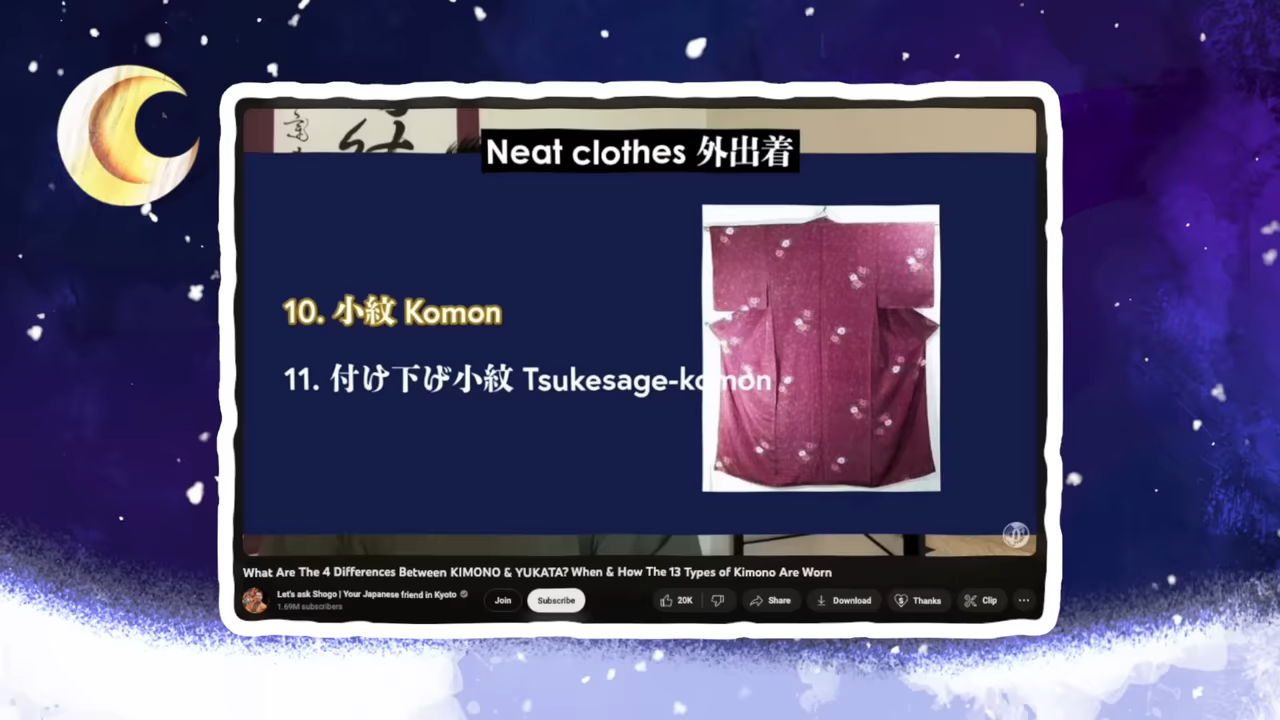 Neat clothes 外出着
10. 小紋 Komon
11. 付け下げ小紋 Tsukesage-komon
What Are The 4 Differences Between KIMONO & YUKATA? When & How The 13 Types of Kimono Are Worn
Let's ask Shogo | Your Japanese friend in Kyoto
1.69M subscribers
Join
Subscribe
20K
Share
Download
Thanks
Clip